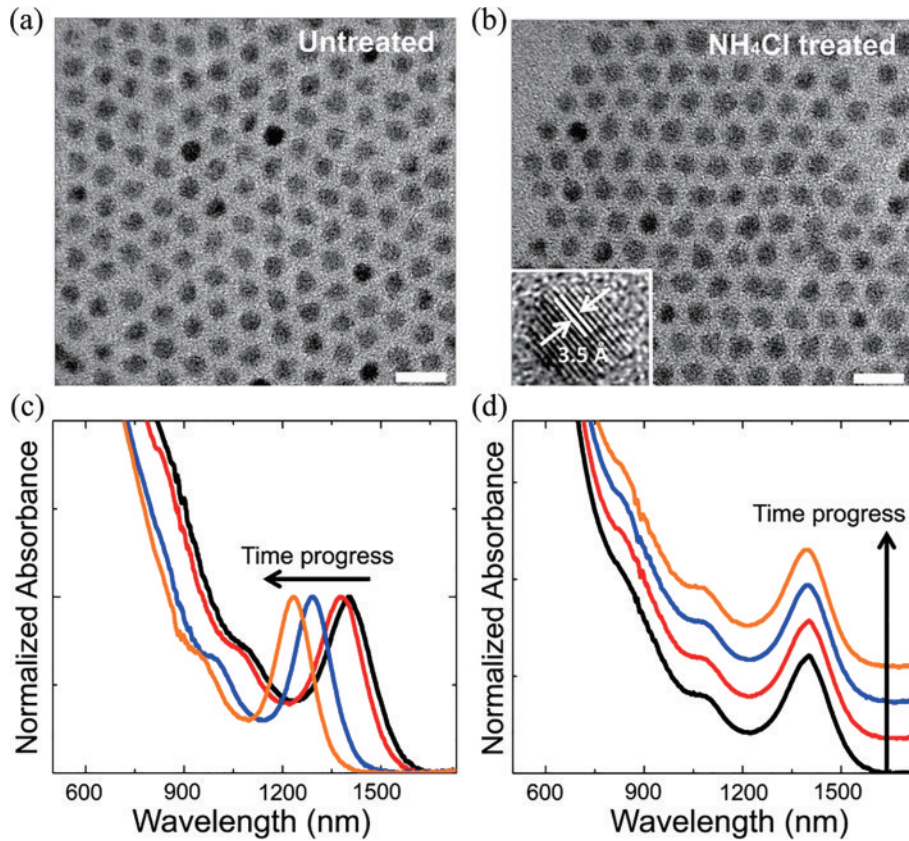 (a)
Untreated
(b)
NH₄Cl treated
3.5 A
(c)
Time progress
Normalized Absorbance
600
900
1200
1500
Wavelength (nm)
(d)
Time progress
Normalized Absorbance
600
900
1200
1500
Wavelength (nm)